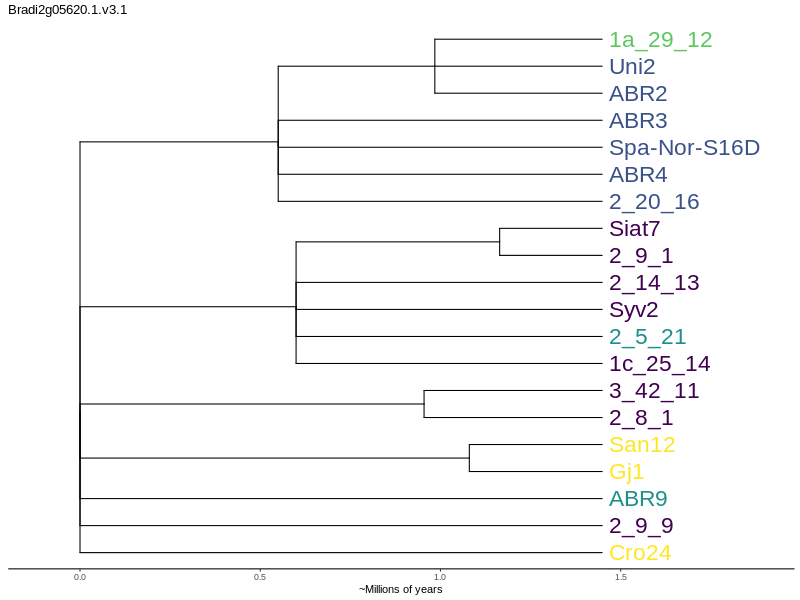 Bradi2g05620.1.v3.1
1a_29_12
Uni2
ABR2
ABR3
Spa-Nor-S16D
ABR4
2_20_16
Siat7
2_9_1
2_14_13
Syv2
2_5_21
1c_25_14
3_42_11
2_8_1
San12
Gj1
ABR9
2_9_9
Cro24
0.0 0.5 1.0 1.5
~Millions of years